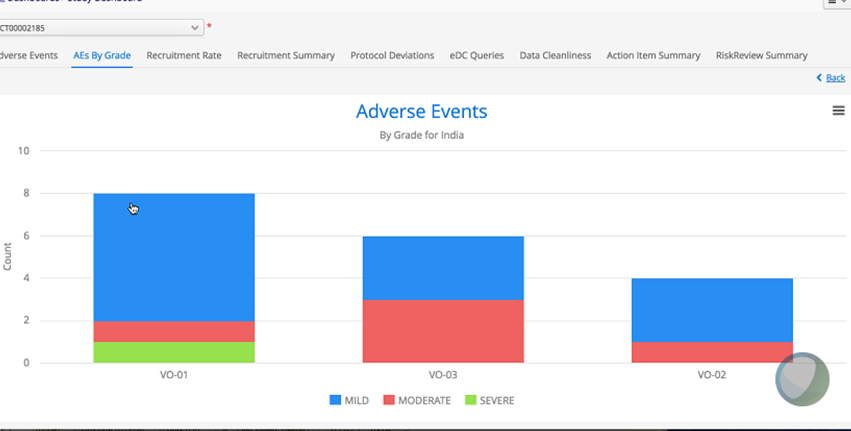 CT00002185 *
dverse Events AEs By Grade Recruitment Rate Recruitment Summary Protocol Deviations eDC Queries Data Cleanliness Action Item Summary RiskReview Summary
Back
Adverse Events
By Grade for India
10
8
6
4
2
0
Count
VO-01 VO-03 VO-02
MILD MODERATE SEVERE